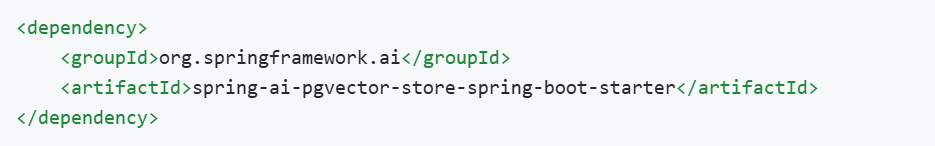 <dependency>
    <groupId>org.springframework.ai</groupId>
    <artifactId>spring-ai-pgvector-store-spring-boot-starter</artifactId>
</dependency>